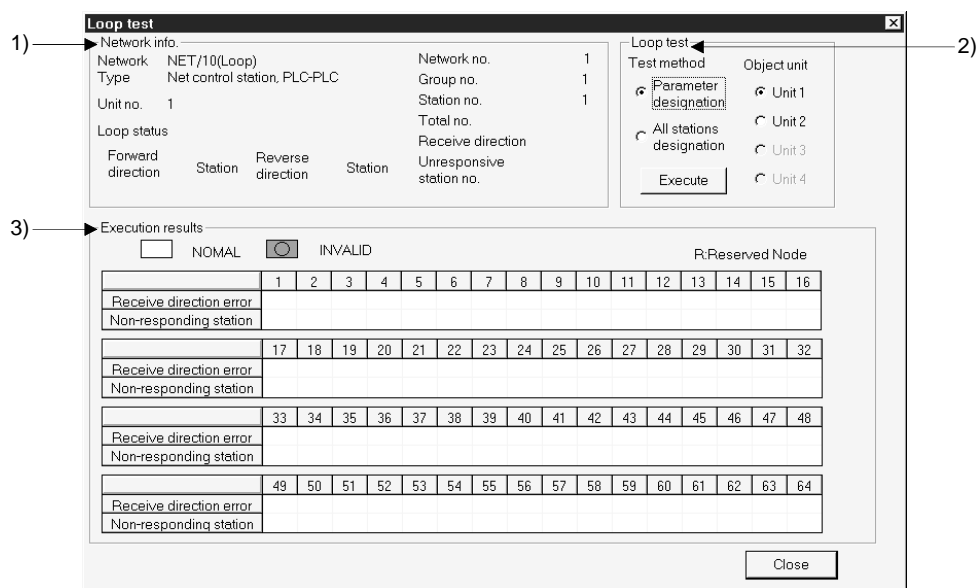 Loop test
1)
2)
3)
Network info.
Network NET/10(Loop)
Type Net control station, PLC-PLC
Unit no. 1
Loop status
Forward direction Station Reverse direction Station
Network no. 1
Group no. 1
Station no. 1
Total no.
Receive direction
Unresponsive
station no.
Loop test
Test method
Parameter
designation
All stations
designation
Execute
Object unit
Unit 1
Unit 2
Unit 3
Unit 4
Execution results
NOMAL INVALID R:Reserved Node
1 2 3 4 5 6 7 8 9 10 11 12 13 14 15 16
Receive direction error
Non-responding station
17 18 19 20 21 22 23 24 25 26 27 28 29 30 31 32
Receive direction error
Non-responding station
33 34 35 36 37 38 39 40 41 42 43 44 45 46 47 48
Receive direction error
Non-responding station
49 50 51 52 53 54 55 56 57 58 59 60 61 62 63 64
Receive direction error
Non-responding station
Close